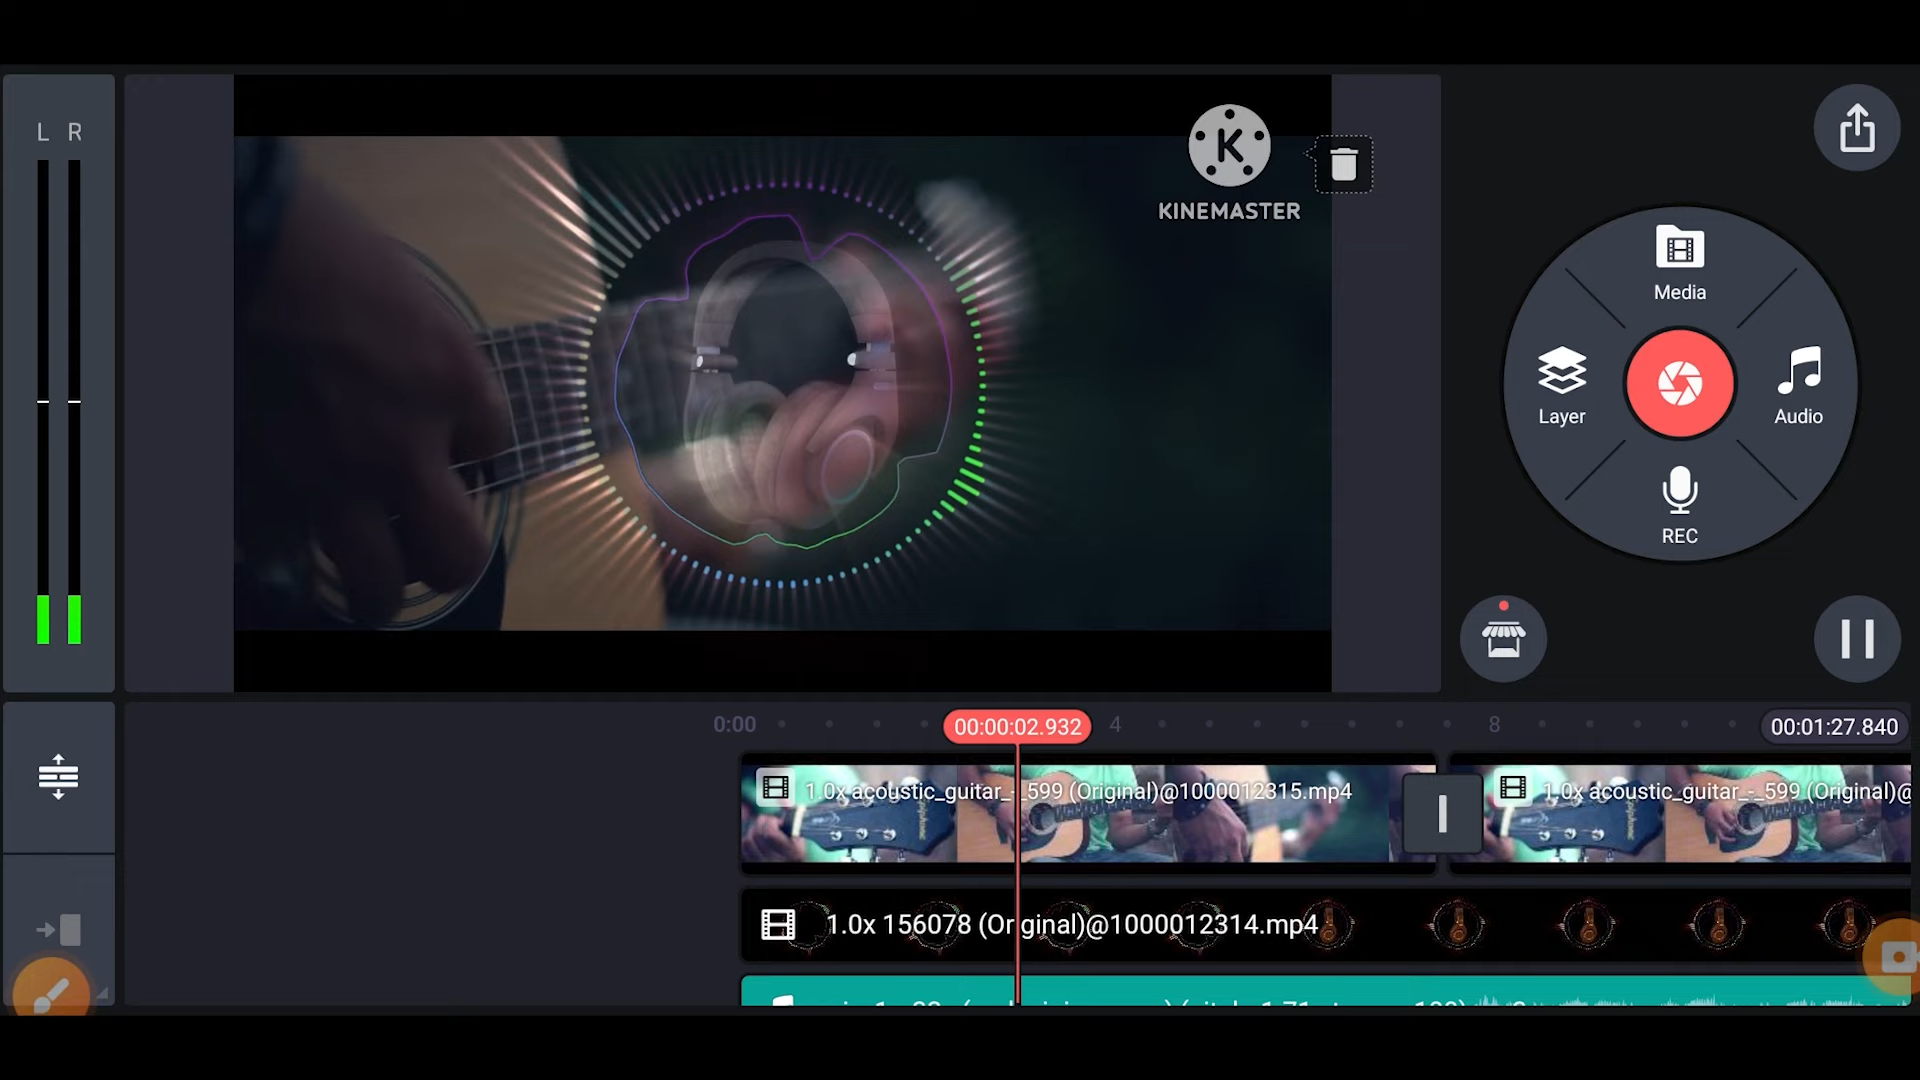 L R
K
KINEMASTER
Media
Layer
Audio
REC
0:00
00:00:02.932
4
8
00:01:27.840
1.0x acoustic_guitar_-_599 (Original)@1000012315.mp4
1.0x acoustic_guitar_-_599 (Original)@
1.0x 156078 (Original)@1000012314.mp4